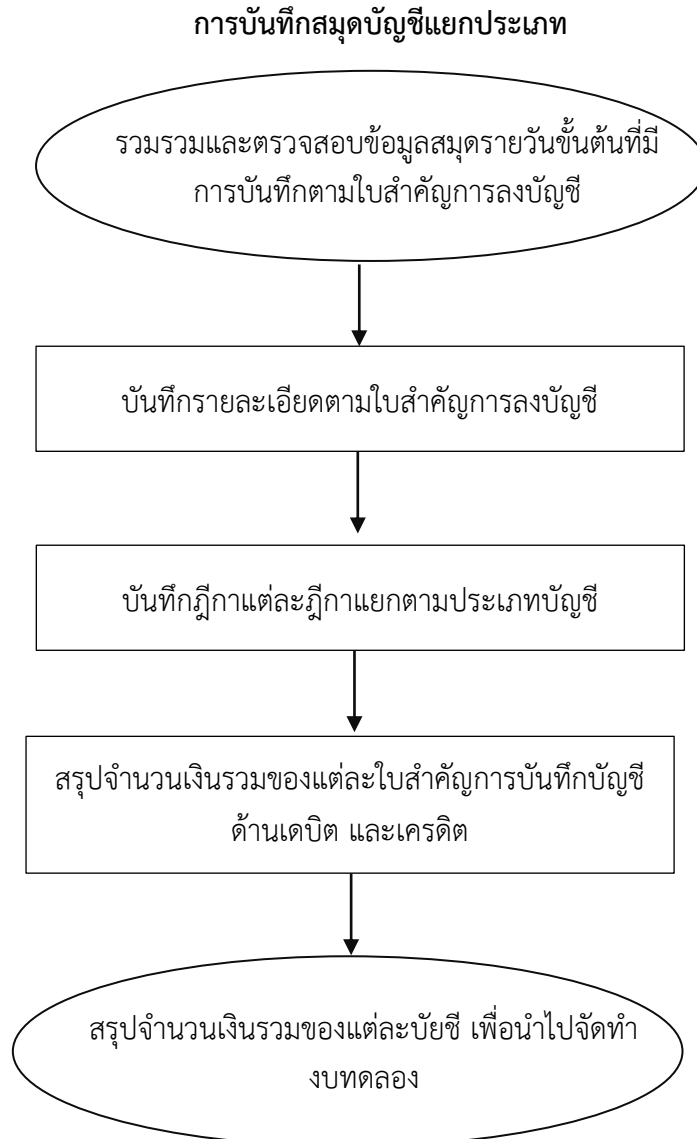 การบันทึกสมุดบัญชีแยกประเภท
รวมรวมและตรวจสอบข้อมูลสมุดรายวันขั้นต้นที่มี
การบันทึกตามใบสำคัญการลงบัญชี
บันทึกรายละเอียดตามใบสำคัญการลงบัญชี
บันทึกฎีกาแต่ละฎีกาแยกตามประเภทบัญชี
สรุปจำนวนเงินรวมของแต่ละใบสำคัญการบันทึกบัญชี
ด้านเดบิต และเครดิต
สรุปจำนวนเงินรวมของแต่ละบัยชี เพื่อนำไปจัดทำ
งบทดลอง